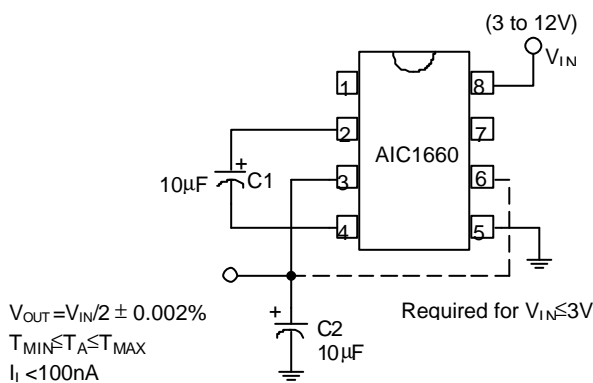 (3 to 12V)
VIN
1
8
2
7
AIC1660
3
6
10µF
+
C1
4
5
VOUT=VIN/2 ± 0.002%
TMIN≤TA≤TMAX
IL <100nA
+
C2
10µF
Required for VIN≤3V